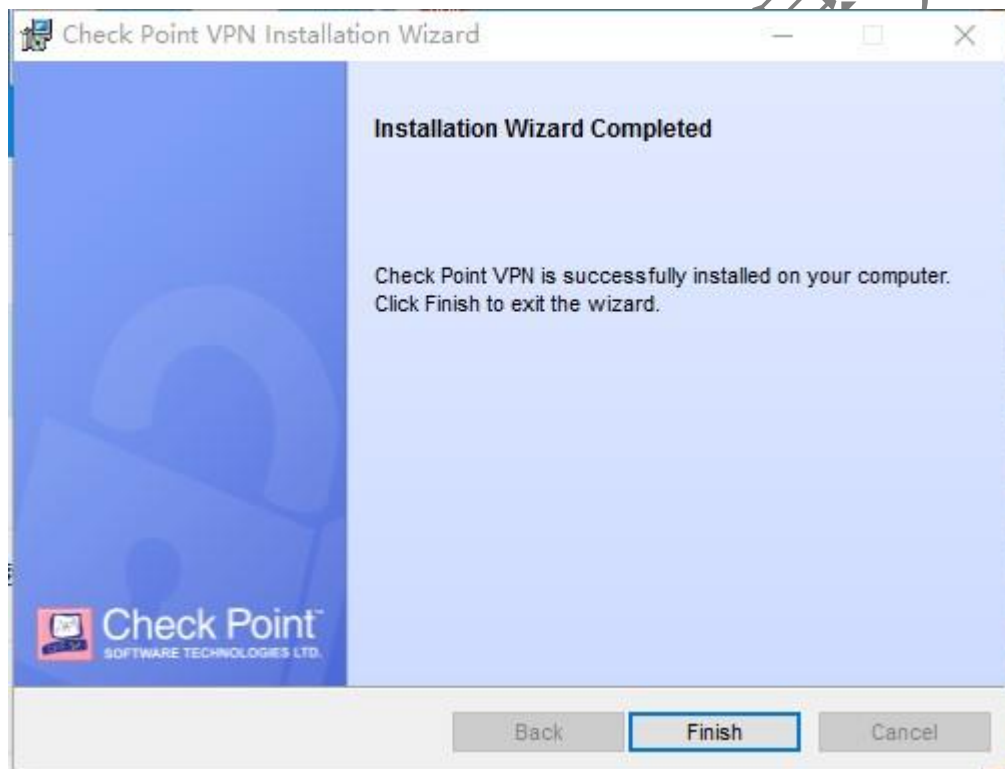 Check Point VPN Installation Wizard
Installation Wizard Completed
Check Point VPN is successfully installed on your computer.
Click Finish to exit the wizard.
Check Point™
SOFTWARE TECHNOLOGIES LTD.
Back
Finish
Cancel